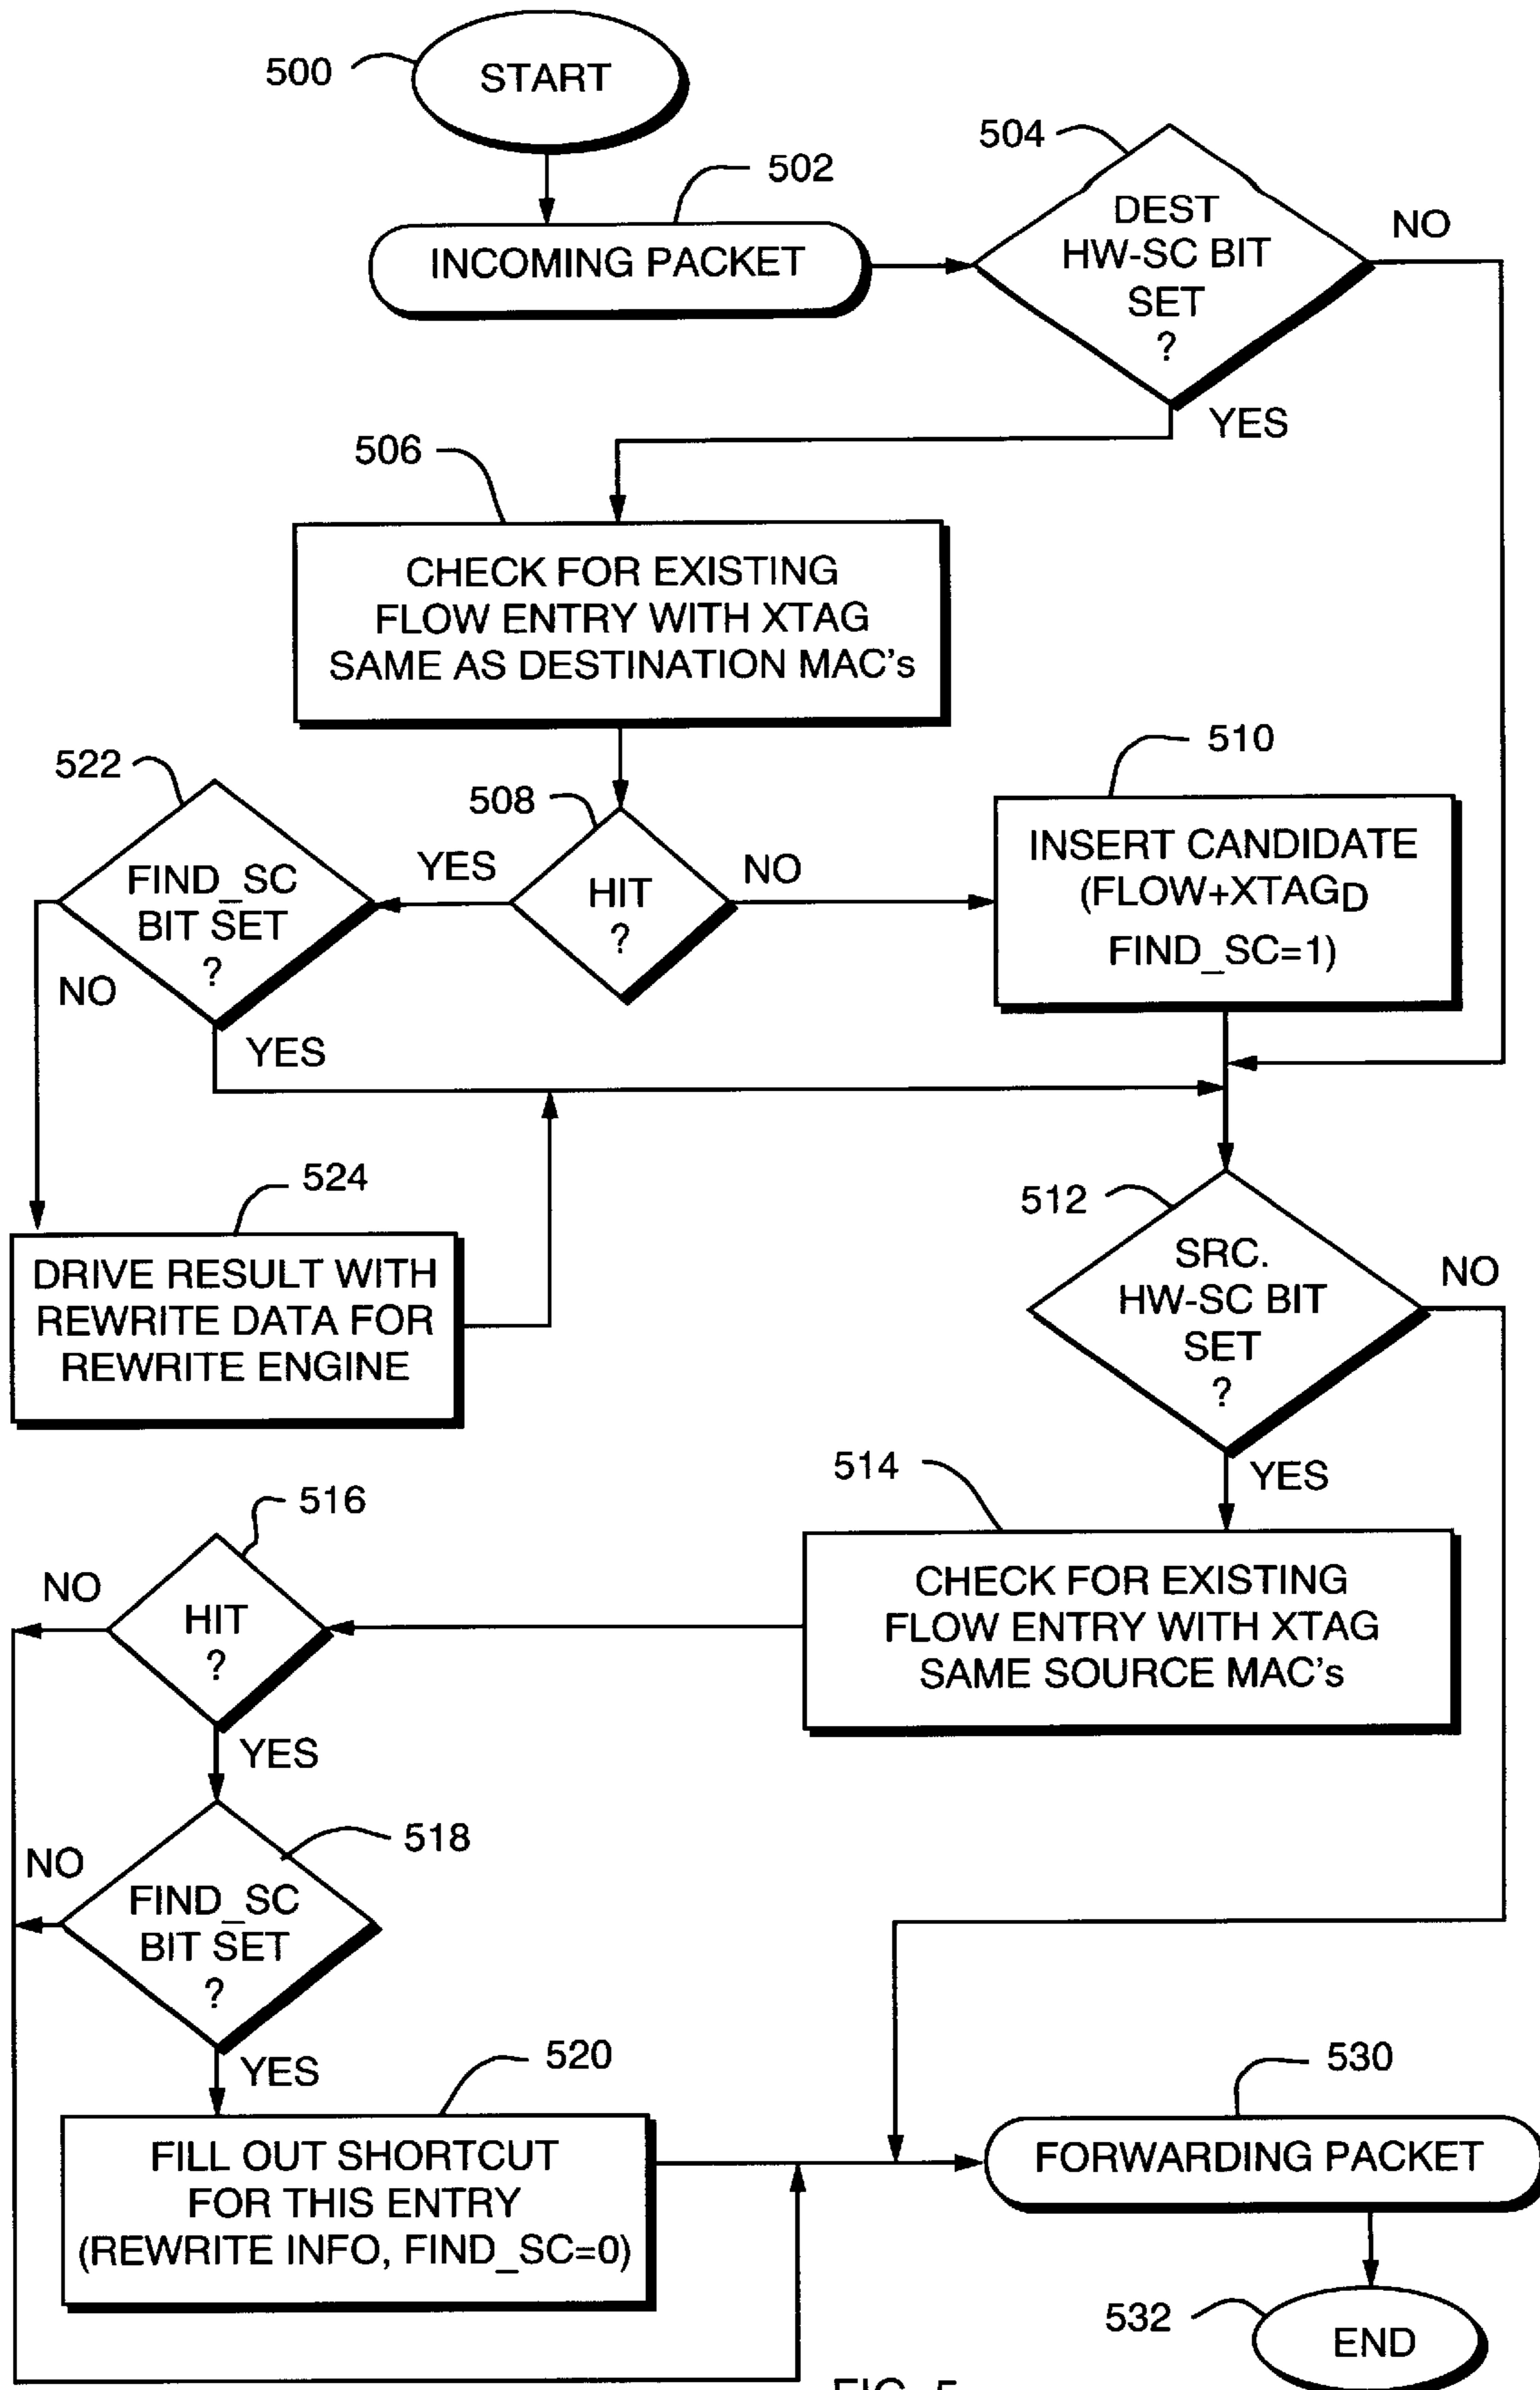 500
START
502
INCOMING PACKET
504
DEST
HW-SC BIT
SET
?
NO
YES
506
CHECK FOR EXISTING
FLOW ENTRY WITH XTAG
SAME AS DESTINATION MAC's
522
FIND_SC
BIT SET
?
NO
YES
508
YES
HIT
?
NO
510
INSERT CANDIDATE
(FLOW+XTAGD
FIND_SC=1)
524
DRIVE RESULT WITH
REWRITE DATA FOR
REWRITE ENGINE
512
SRC.
HW-SC BIT
SET
?
NO
YES
514
CHECK FOR EXISTING
FLOW ENTRY WITH XTAG
SAME SOURCE MAC's
516
NO
HIT
?
YES
518
NO
FIND_SC
BIT SET
?
YES
520
FILL OUT SHORTCUT
FOR THIS ENTRY
(REWRITE INFO, FIND_SC=0)
530
FORWARDING PACKET
532
END
FIG. 5